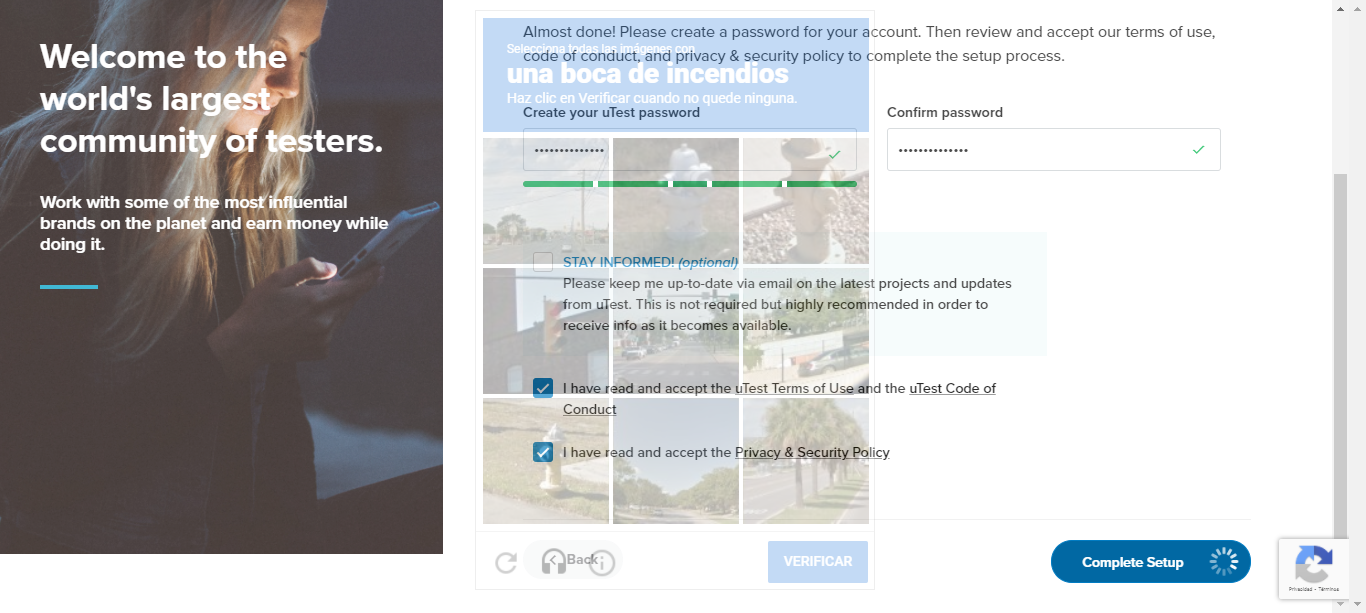 Welcome to the
world's largest
community of testers.
Work with some of the most influential
brands on the planet and earn money while
doing it.
Almost done! Please create a password for your account. Then review and accept our terms of use,
code of conduct, and privacy & security policy to complete the setup process.
Selecciona todas las imágenes con
una boca de incendios
Haz clic en Verificar cuando no quede ninguna.
Create your uTest password
Confirm password
STAY INFORMED! (optional)
Please keep me up-to-date via email on the latest projects and updates
from uTest. This is not required but highly recommended in order to
receive info as it becomes available.
I have read and accept the uTest Terms of Use and the uTest Code of
Conduct
I have read and accept the Privacy & Security Policy
Back
VERIFICAR
Complete Setup
Privacidad - Términos